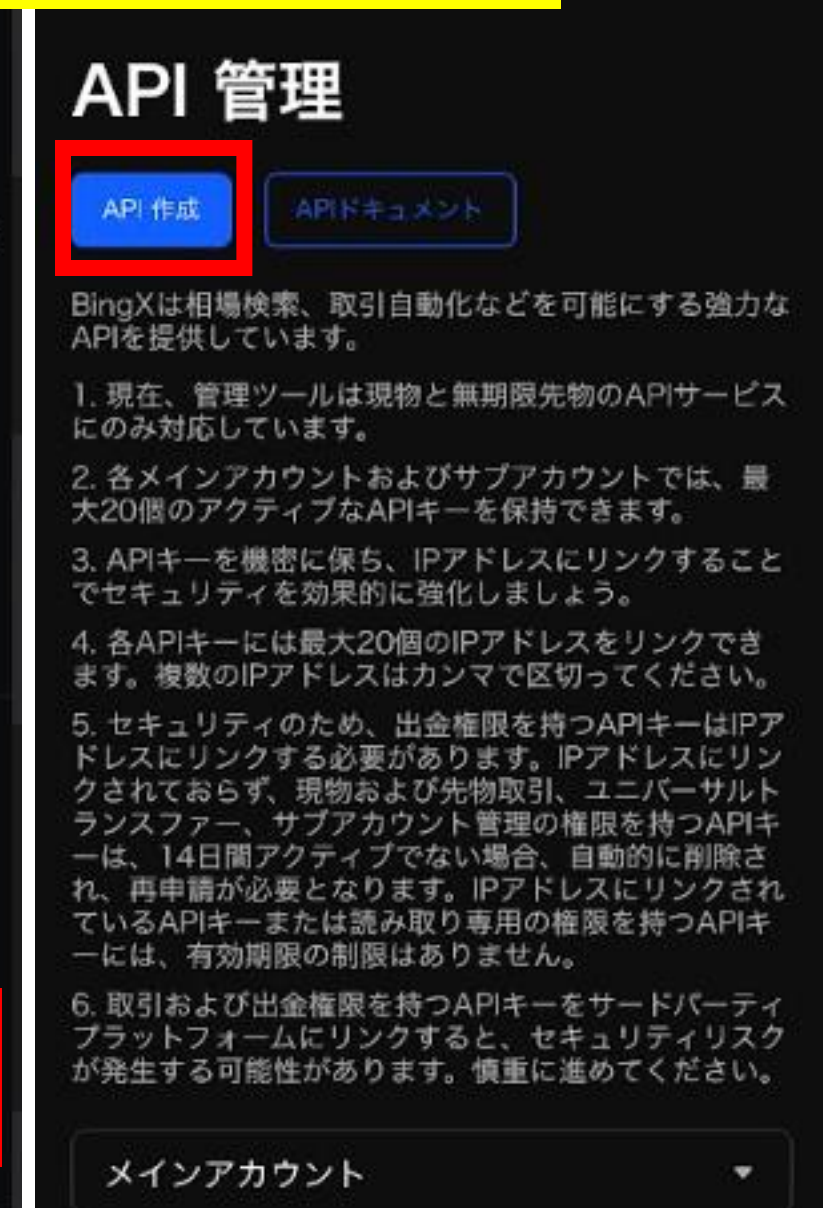 API 管理
API 作成
APIドキュメント
BingXは相場検索、取引自動化などを可能にする強力な
APIを提供しています。
1. 現在、管理ツールは現物と無期限先物のAPIサービス
にのみ対応しています。
2. 各メインアカウントおよびサブアカウントでは、最
大20個のアクティブなAPIキーを保持できます。
3. APIキーを機密に保ち、IPアドレスにリンクすること
でセキュリティを効果的に強化しましょう。
4. 各APIキーには最大20個のIPアドレスをリンクでき
ます。複数のIPアドレスはカンマで区切ってください。
5. セキュリティのため、出金権限を持つAPIキーはIPア
ドレスにリンクする必要があります。IPアドレスにリン
クされておらず、現物および先物取引、ユニバーサルト
ランスファー、サブアカウント管理の権限を持つAPIキ
ーは、14日間アクティブでない場合、自動的に削除さ
れ、再申請が必要となります。IPアドレスにリンクされ
ているAPIキーまたは読み取り専用の権限を持つAPIキ
ーには、有効期限の制限はありません。
6. 取引および出金権限を持つAPIキーをサードパーティ
プラットフォームにリンクすると、セキュリティリスク
が発生する可能性があります。慎重に進めてください。
メインアカウント